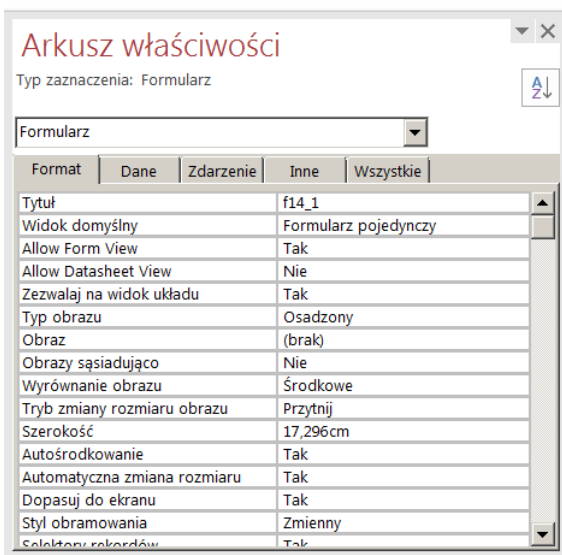 Arkusz właściwości
Typ zaznaczenia: Formularz
Formularz
Format Dane Zdarzenie Inne Wszystkie
Tytuł f14_1
Widok domyślny Formularz pojedynczy
Allow Form View Tak
Allow Datasheet View Nie
Zezwalaj na widok układu Tak
Typ obrazu Osadzony
Obraz (brak)
Obrazy sąsiadująco Nie
Wyrównanie obrazu Środkowe
Tryb zmiany rozmiaru obrazu Przytnij
Szerokość 17,296cm
Autośrodkowanie Tak
Automatyczna zmiana rozmiaru Tak
Dopasuj do ekranu Tak
Styl obramowania Zmienny
Selektory rekordów Tak